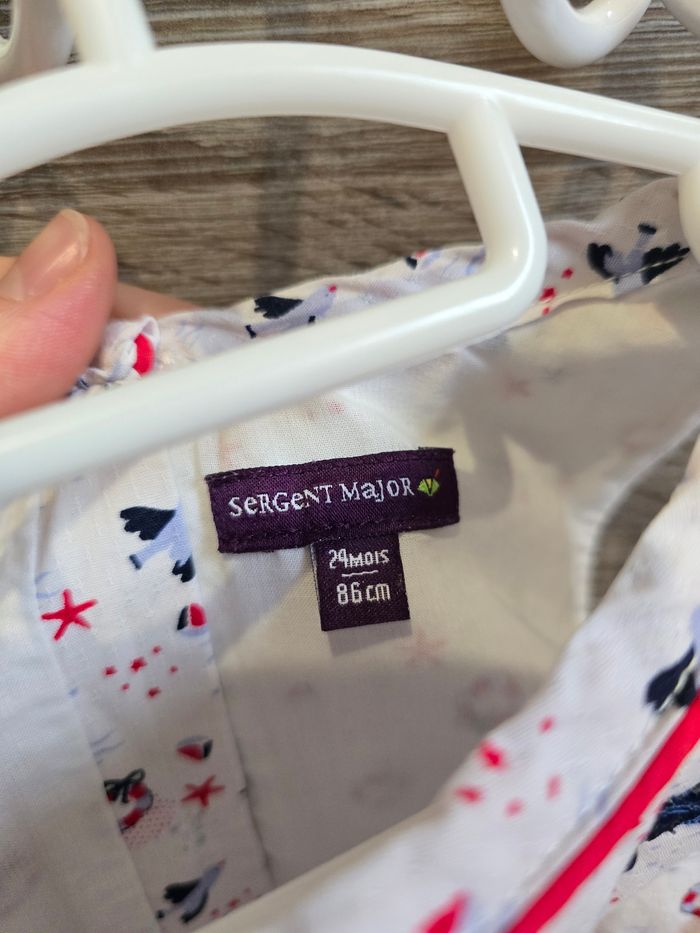 SeRGeNT MaJOR
24MOIS
86cm